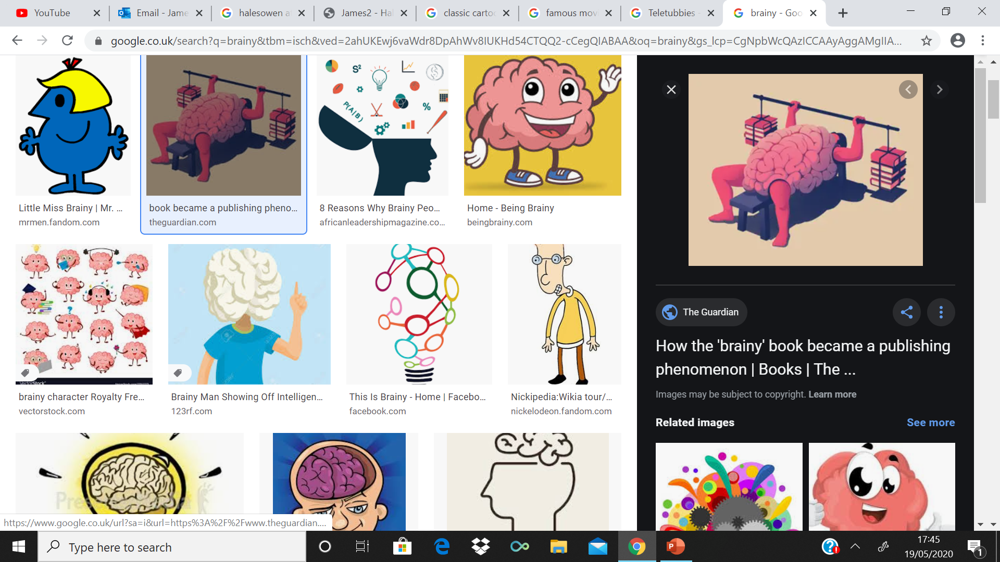 YouTube
Email - Jame
halesowen a
James2 - Hal
classic carto
famous mov
Teletubbies -
brainy - Goo
google.co.uk/search?q=brainy&tbm=isch&ved=2ahUKEwj6vaWdr8DpAhWv8IUKHd54CTQQ2-cCegQIABAA&oq=brainy&gs_lcp=CgNpbWcQAzICCAAyAggAMgIIA...
S²
P(A|B)
%
Little Miss Brainy | Mr. ...
mrmen.fandom.com
book became a publishing pheno...
theguardian.com
8 Reasons Why Brainy Peo...
africanleadershipmagazine.co...
Home - Being Brainy
beingbrainy.com
VectorStock
brainy character Royalty Fre...
vectorstock.com
Brainy Man Showing Off Intelligen...
123rf.com
This Is Brainy - Home | Facebo...
facebook.com
Nickipedia:Wikia tour/...
nickelodeon.fandom.com
The Guardian
How the 'brainy' book became a publishing
phenomenon | Books | The ...
Images may be subject to copyright. Learn more
Related images
See more
https://www.google.co.uk/url?sa=i&url=https%3A%2F%2Fwww.theguardian....
Type here to search
P
17:45
19/05/2020
1